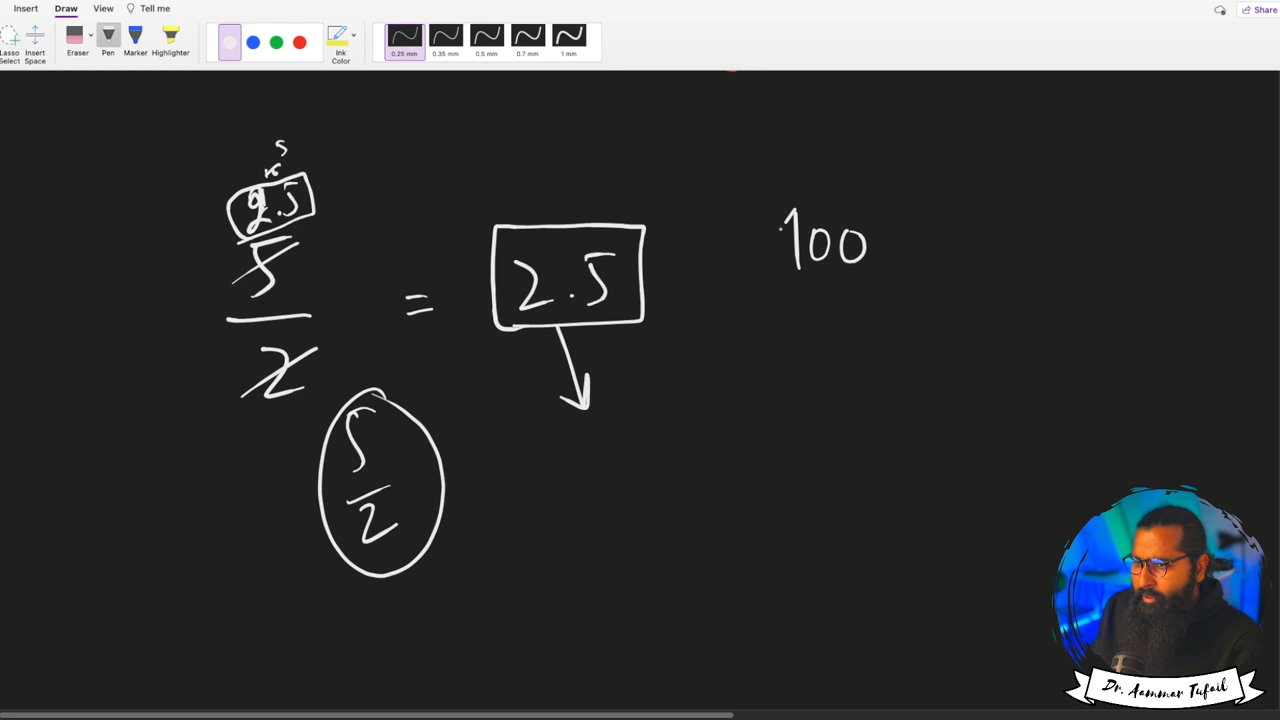 Insert Draw View Tell me Share
Lasso Select
Insert Space
Eraser
Pen
Marker
Highlighter
Ink Color
0.25 mm
0.35 mm
0.5 mm
0.7 mm
1 mm
5
2.5
5
2
= 2.5
100
5
2
Dr. Aammar Tufail